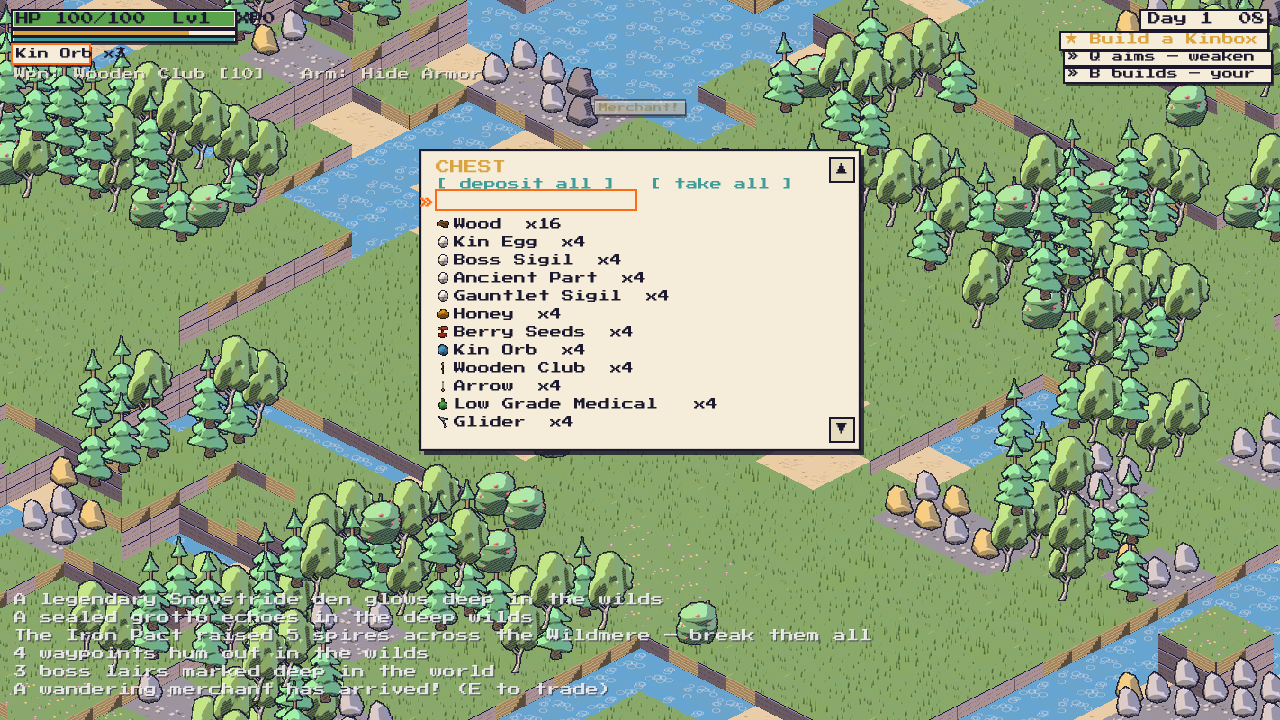 HP 100/100 Lv1
Kin Orb x3
Wpn: Wooden Club [10] Arm: Hide Armor
Day 1 08
★ Build a Kinbox
» Q aims — weaken
» B builds — your
Merchant!
CHEST
[ deposit all ] [ take all ]
»
Wood x16
Kin Egg x4
Boss Sigil x4
Ancient Part x4
Gauntlet Sigil x4
Honey x4
Berry Seeds x4
Kin Orb x4
Wooden Club x4
Arrow x4
Low Grade Medical x4
Glider x4
A legendary Snowstride den glows deep in the wilds
A sealed grotto echoes in the deep wilds
The Iron Pact raised 5 spires across the Wildmere — break them all
4 waypoints hum out in the wilds
3 boss lairs marked deep in the world
A wandering merchant has arrived! (E to trade)